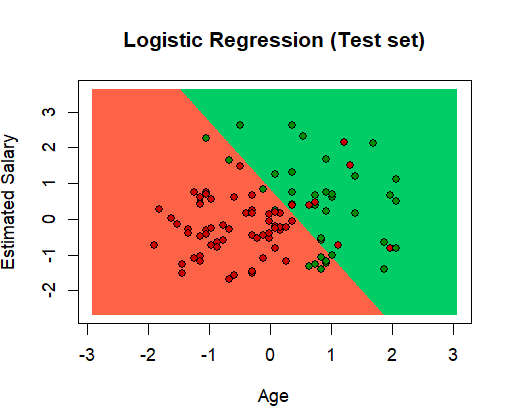 Logistic Regression (Test set)
Estimated Salary
3
2
1
0
-1
-2
-3 -2 -1 0 1 2 3
Age